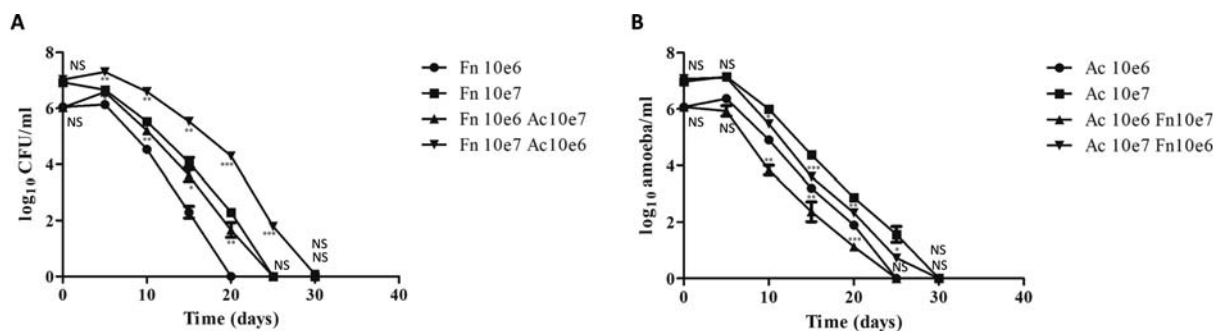 A
8
6
4
2
0
log10 CFU/ml
0 10 20 30 40
Time (days)
NS
NS
**
**
**
**
*
***
**
***
NS
NS
NS
Fn 10e6
Fn 10e7
Fn 10e6 Ac10e7
Fn 10e7 Ac10e6
B
8
6
4
2
0
log10 amoeba/ml
0 10 20 30 40
Time (days)
NS
NS
NS
NS
*
**
***
**
**
***
*
NS
NS
NS
Ac 10e6
Ac 10e7
Ac 10e6 Fn10e7
Ac 10e7 Fn10e6